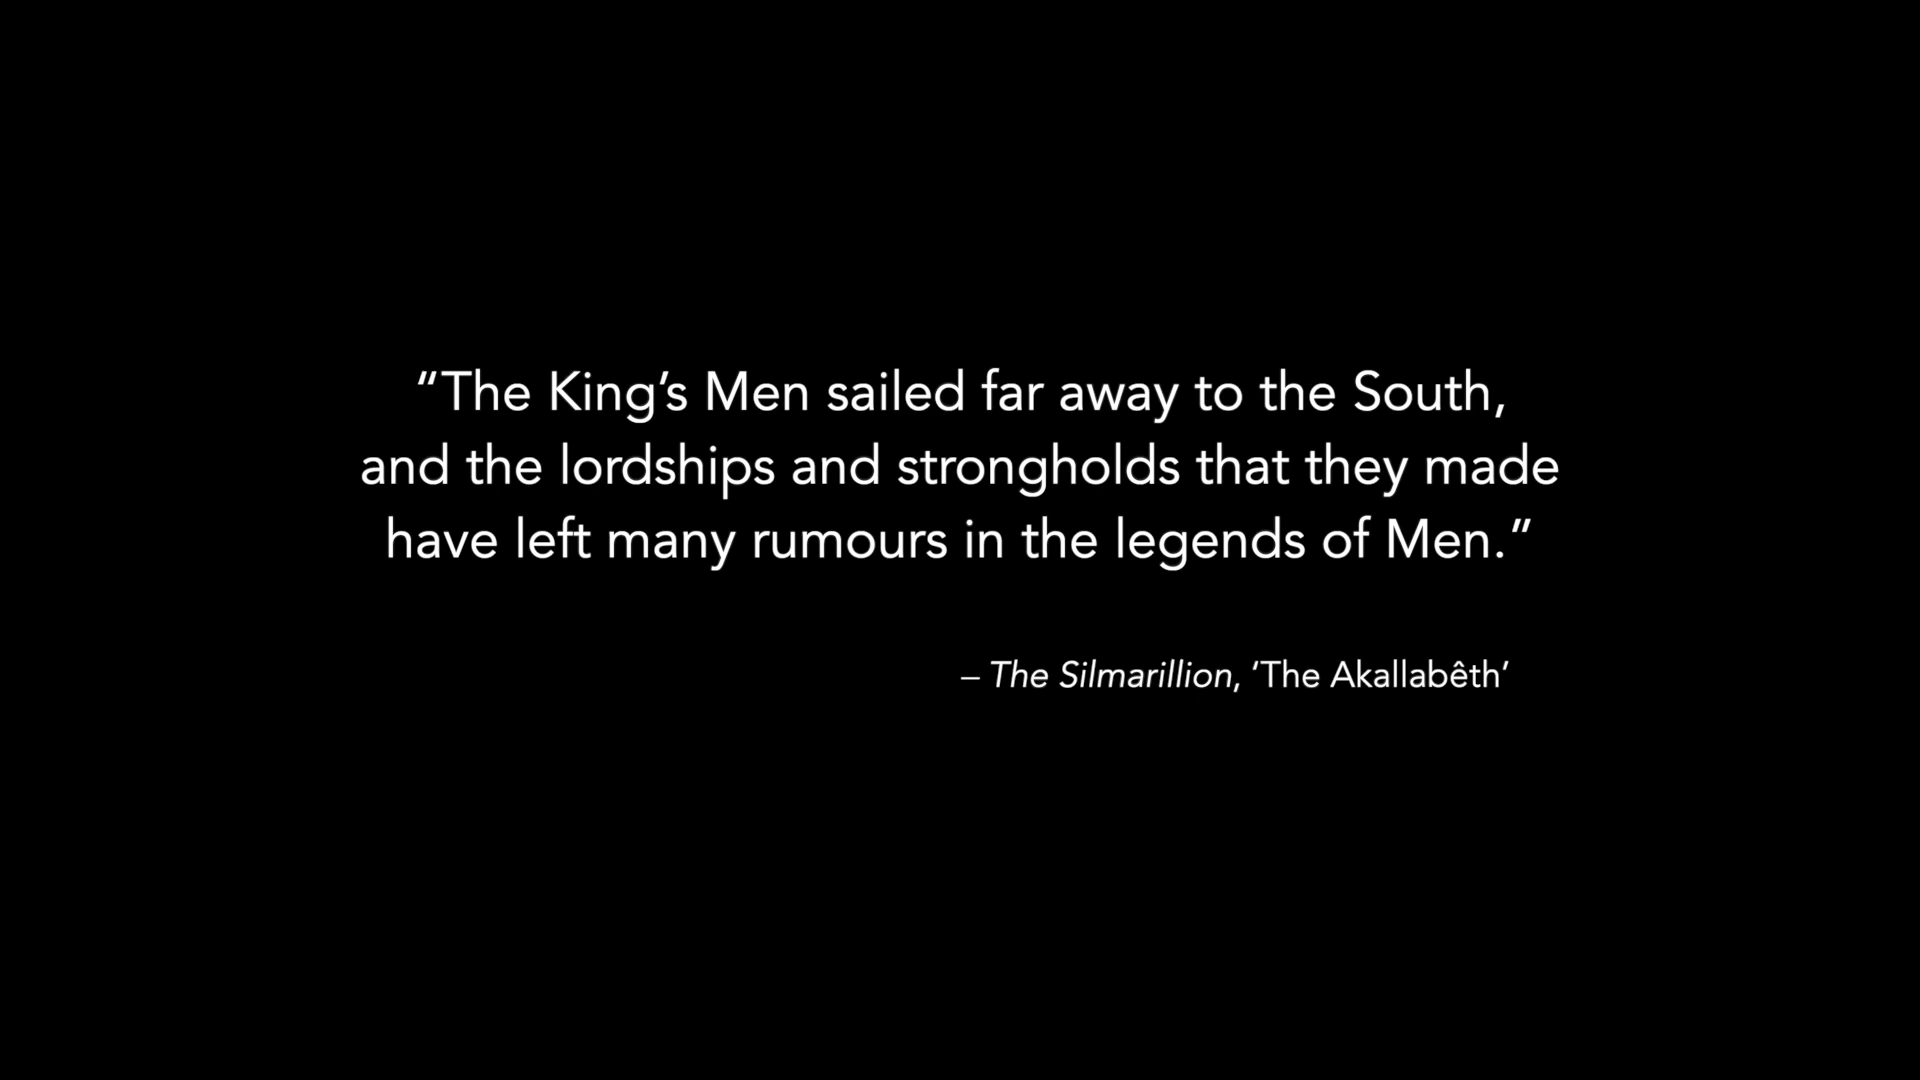 “The King’s Men sailed far away to the South,
and the lordships and strongholds that they made
have left many rumours in the legends of Men.”
– The Silmarillion, ‘The Akallabêth’